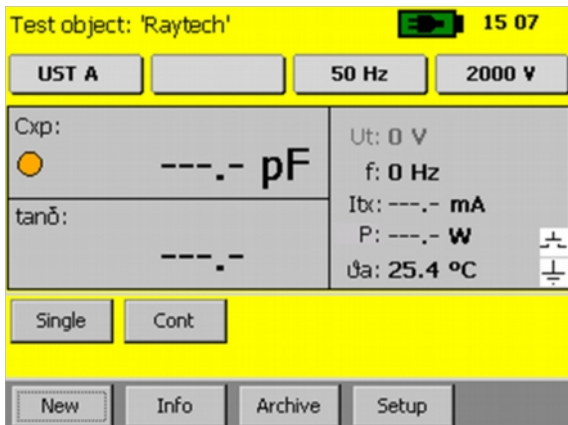 Test object: 'Raytech' 15 07
UST A 50 Hz 2000 V
Cxp:
---.- pF
tanδ:
---.-
Ut: 0 V
f: 0 Hz
Itx: ---.- mA
P: ---.- W
ϑa: 25.4 ºC
Single Cont
New Info Archive Setup